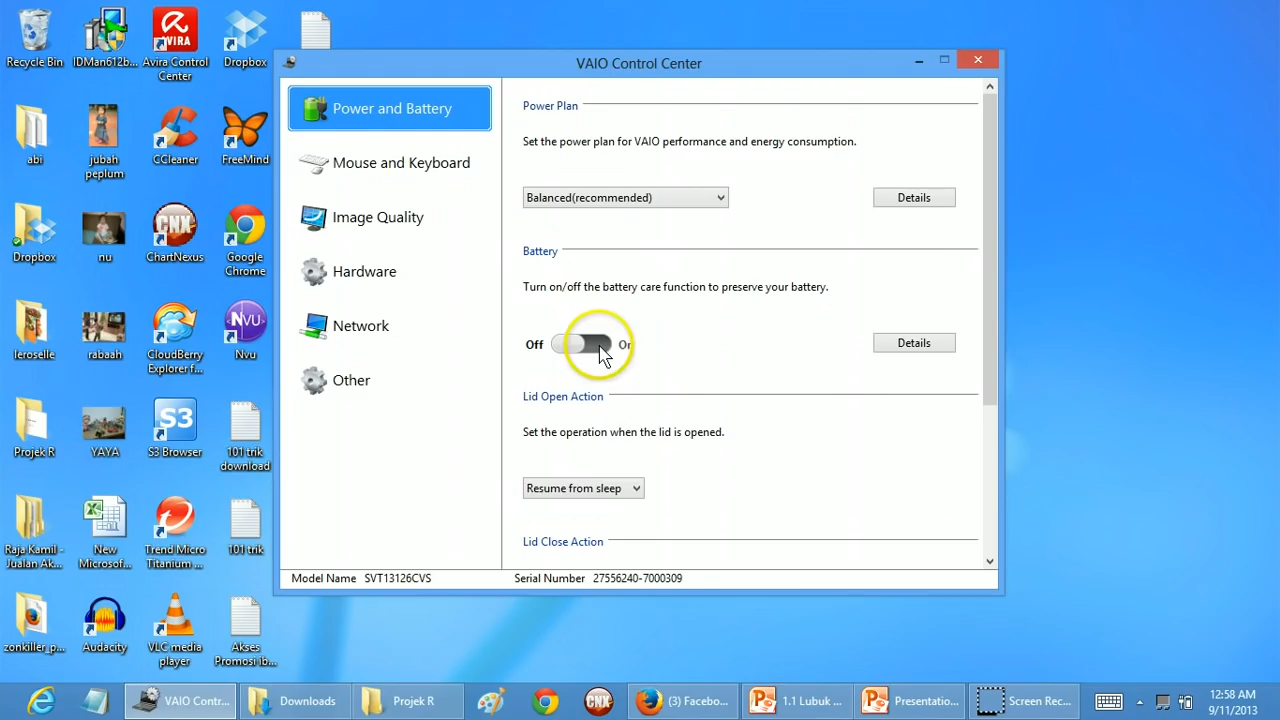 Recycle Bin
IDMan612b...
Avira Control
Center
Dropbox
abi
jubah
peplum
CCleaner
FreeMind
Dropbox
nu
ChartNexus
Google
Chrome
leroselle
rabaah
CloudBerry
Explorer f...
Nvu
Projek R
YAYA
S3 Browser
101 trik
download
Raja Kamil -
Jualan Ak...
New
Microsof...
Trend Micro
Titanium ...
101 trik
zonkiller_p...
Audacity
VLC media
player
Akses
Promosi ib...
AVIRA
CNX
NVU
S3
VAIO Control Center
Power and Battery
Mouse and Keyboard
Image Quality
Hardware
Network
Other
Power Plan
Set the power plan for VAIO performance and energy consumption.
Balanced(recommended)
Details
Battery
Turn on/off the battery care function to preserve your battery.
Off
On
Details
Lid Open Action
Set the operation when the lid is opened.
Resume from sleep
Lid Close Action
Model Name SVT13126CVS
Serial Number 27556240-7000309
VAIO Contr...
Downloads
Projek R
CNX
(3) Facebo...
1.1 Lubuk ...
Presentatio...
Screen Rec...
12:58 AM
9/11/2013